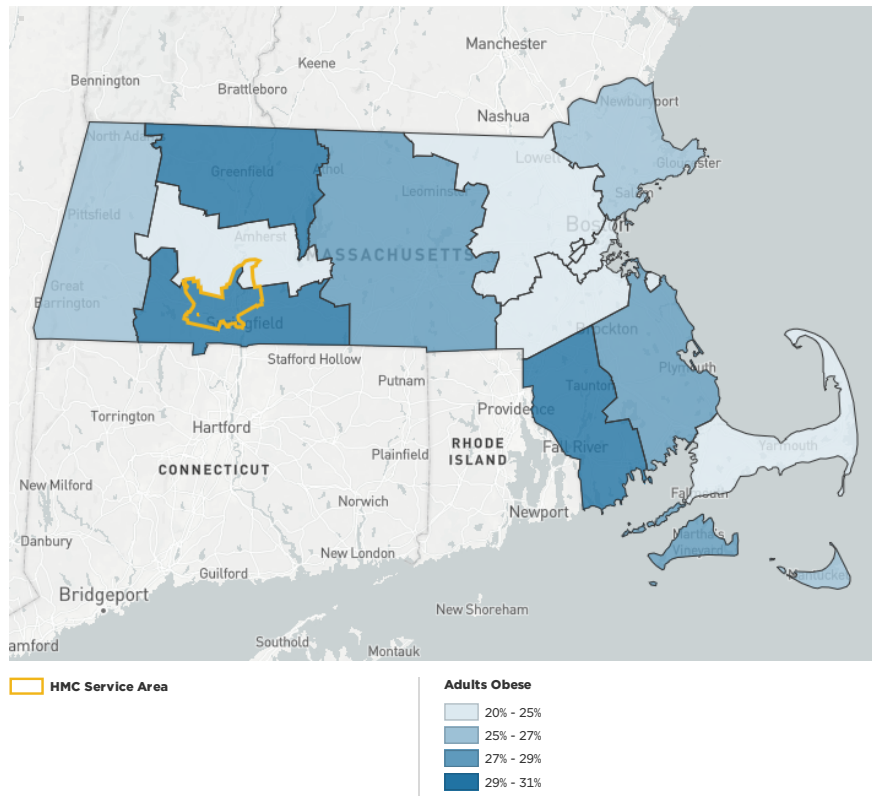 Manchester
Keene
Bennington
Brattleboro
Newburyport
Nashua
North Ada
Lowell
Gloucester
Greenfield
Athol
Leominster
Salem
Pittsfield
Boston
Amherst
MASSACHUSETTS
Great
Barrington
Springfield
Brockton
Stafford Hollow
Plymouth
Putnam
Taunton
Torrington
Providence
Hartford
RHODE
ISLAND
Fall River
Yarmouth
Plainfield
CONNECTICUT
New Milford
Falmouth
Norwich
Newport
Martha's
Vineyard
Danbury
New London
Guilford
Nantucket
Bridgeport
New Shoreham
amford
Southold
Montauk
HMC Service Area
Adults Obese
20% - 25%
25% - 27%
27% - 29%
29% - 31%